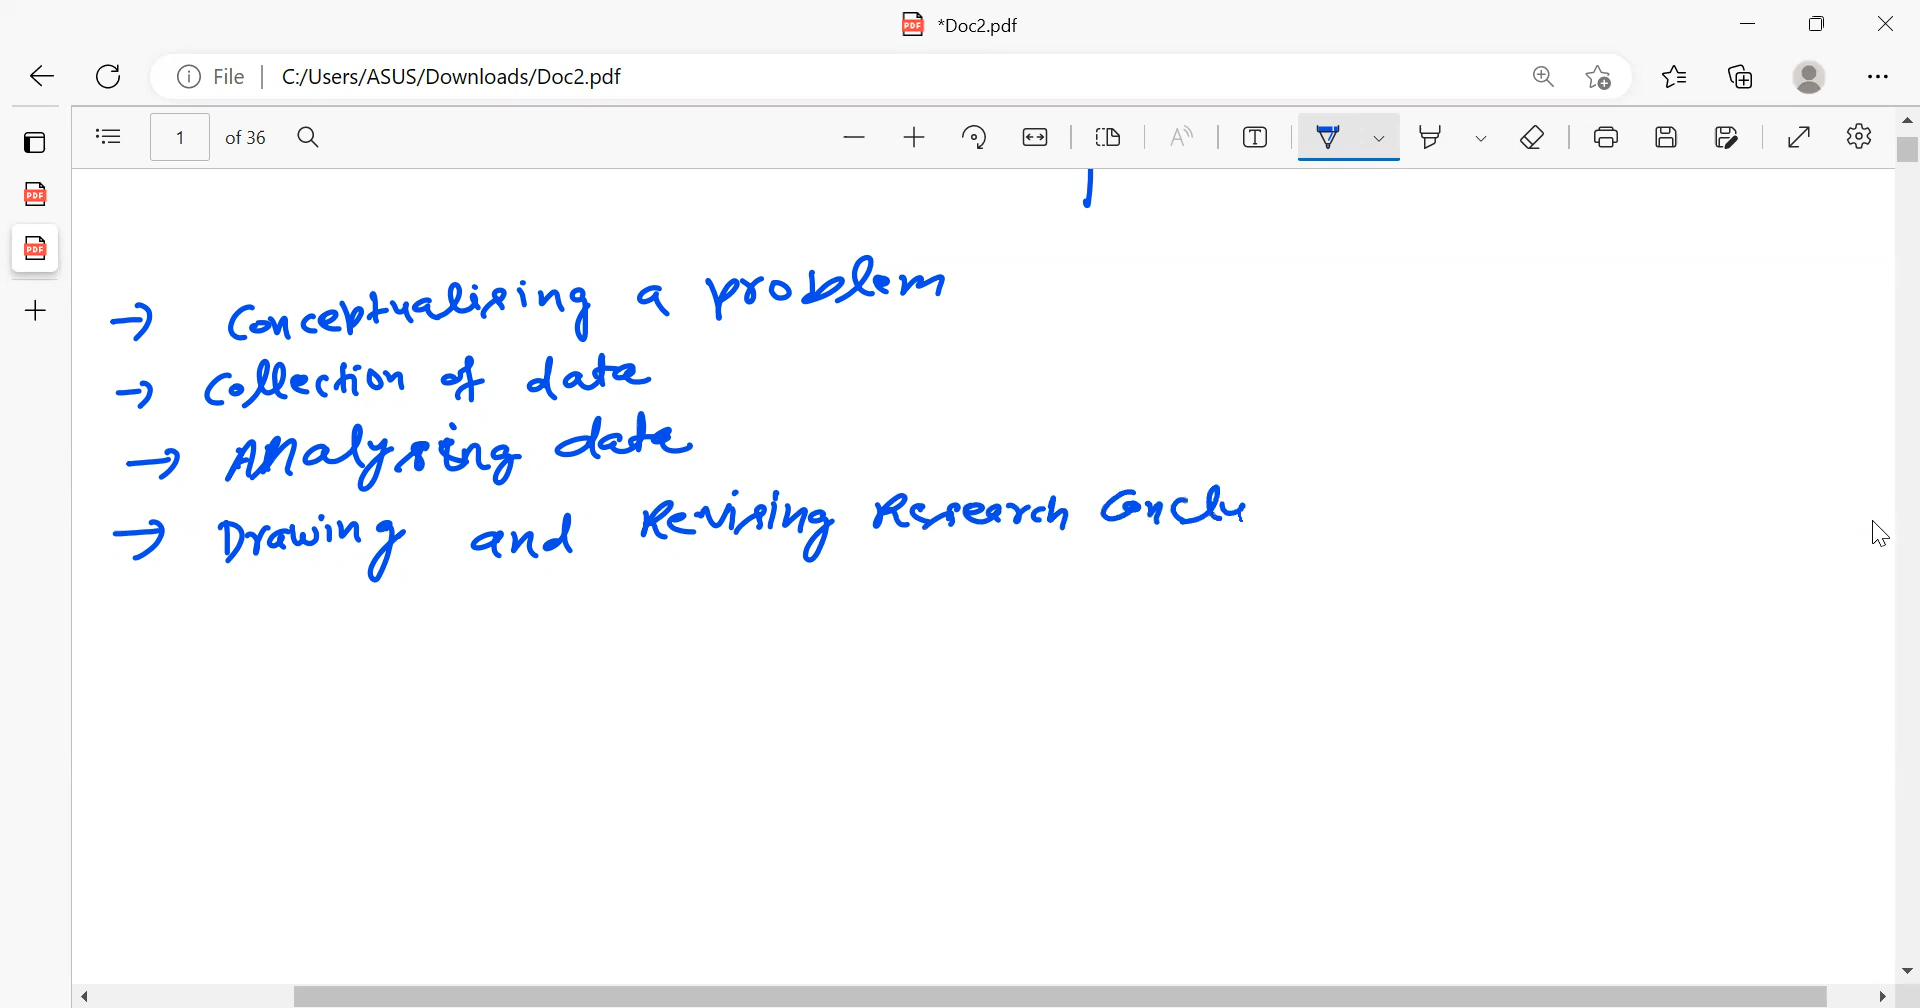 *Doc2.pdf
File | C:/Users/ASUS/Downloads/Doc2.pdf
1 of 36
→ Conceptualising a problem
→ Collection of data
→ Analysing data
→ Drawing and Revising Research Conclu